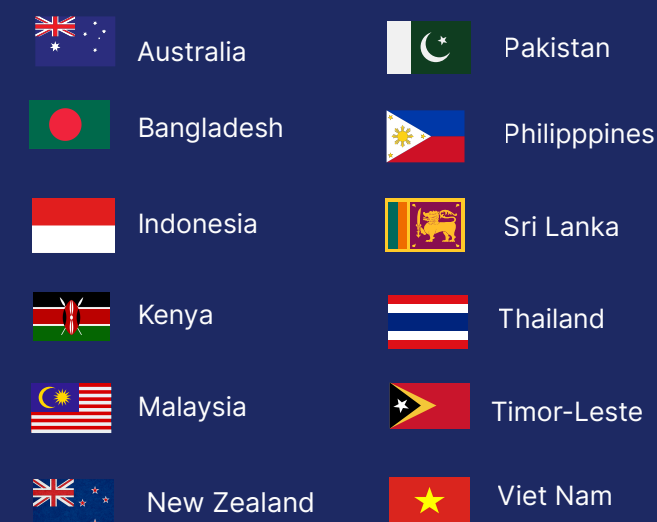 Australia
Bangladesh
Indonesia
Kenya
Malaysia
New Zealand
Pakistan
Philipppines
Sri Lanka
Thailand
Timor-Leste
Viet Nam